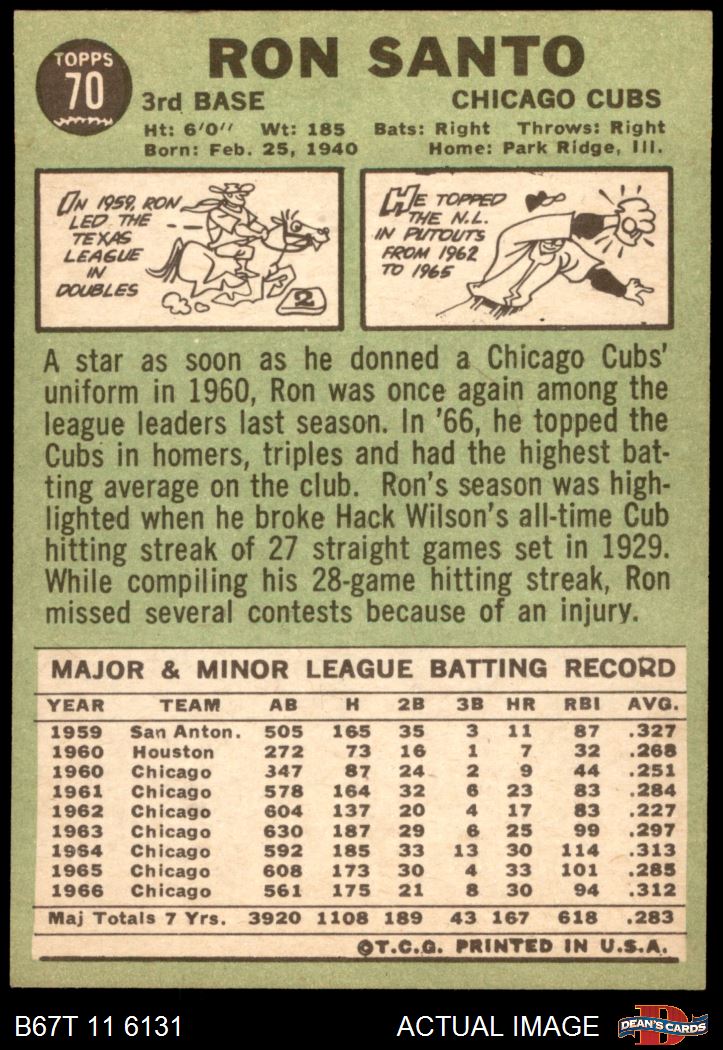 TOPPS
70
RON SANTO
3rd BASE CHICAGO CUBS
Ht: 6'0'' Wt: 185 Bats: Right Throws: Right
Born: Feb. 25, 1940 Home: Park Ridge, Ill.
IN 1959, RON
LED THE
TEXAS
LEAGUE
IN
DOUBLES
2
HE TOPPED
THE N.L.
IN PUTOUTS
FROM 1962
TO 1965
A star as soon as he donned a Chicago Cubs'
uniform in 1960, Ron was once again among the
league leaders last season. In '66, he topped the
Cubs in homers, triples and had the highest bat-
ting average on the club. Ron's season was high-
lighted when he broke Hack Wilson's all-time Cub
hitting streak of 27 straight games set in 1929.
While compiling his 28-game hitting streak, Ron
missed several contests because of an injury.
MAJOR & MINOR LEAGUE BATTING RECORD
YEAR TEAM AB H 2B 3B HR RBI AVG.
1959 San Anton. 505 165 35 3 11 87 .327
1960 Houston 272 73 16 1 7 32 .268
1960 Chicago 347 87 24 2 9 44 .251
1961 Chicago 578 164 32 6 23 83 .284
1962 Chicago 604 137 20 4 17 83 .227
1963 Chicago 630 187 29 6 25 99 .297
1964 Chicago 592 185 33 13 30 114 .313
1965 Chicago 608 173 30 4 33 101 .285
1966 Chicago 561 175 21 8 30 94 .312
Maj Totals 7 Yrs. 3920 1108 189 43 167 618 .283
©T.C.G. PRINTED IN U.S.A.
B67T 11 6131 ACTUAL IMAGE D DEAN'S CARDS